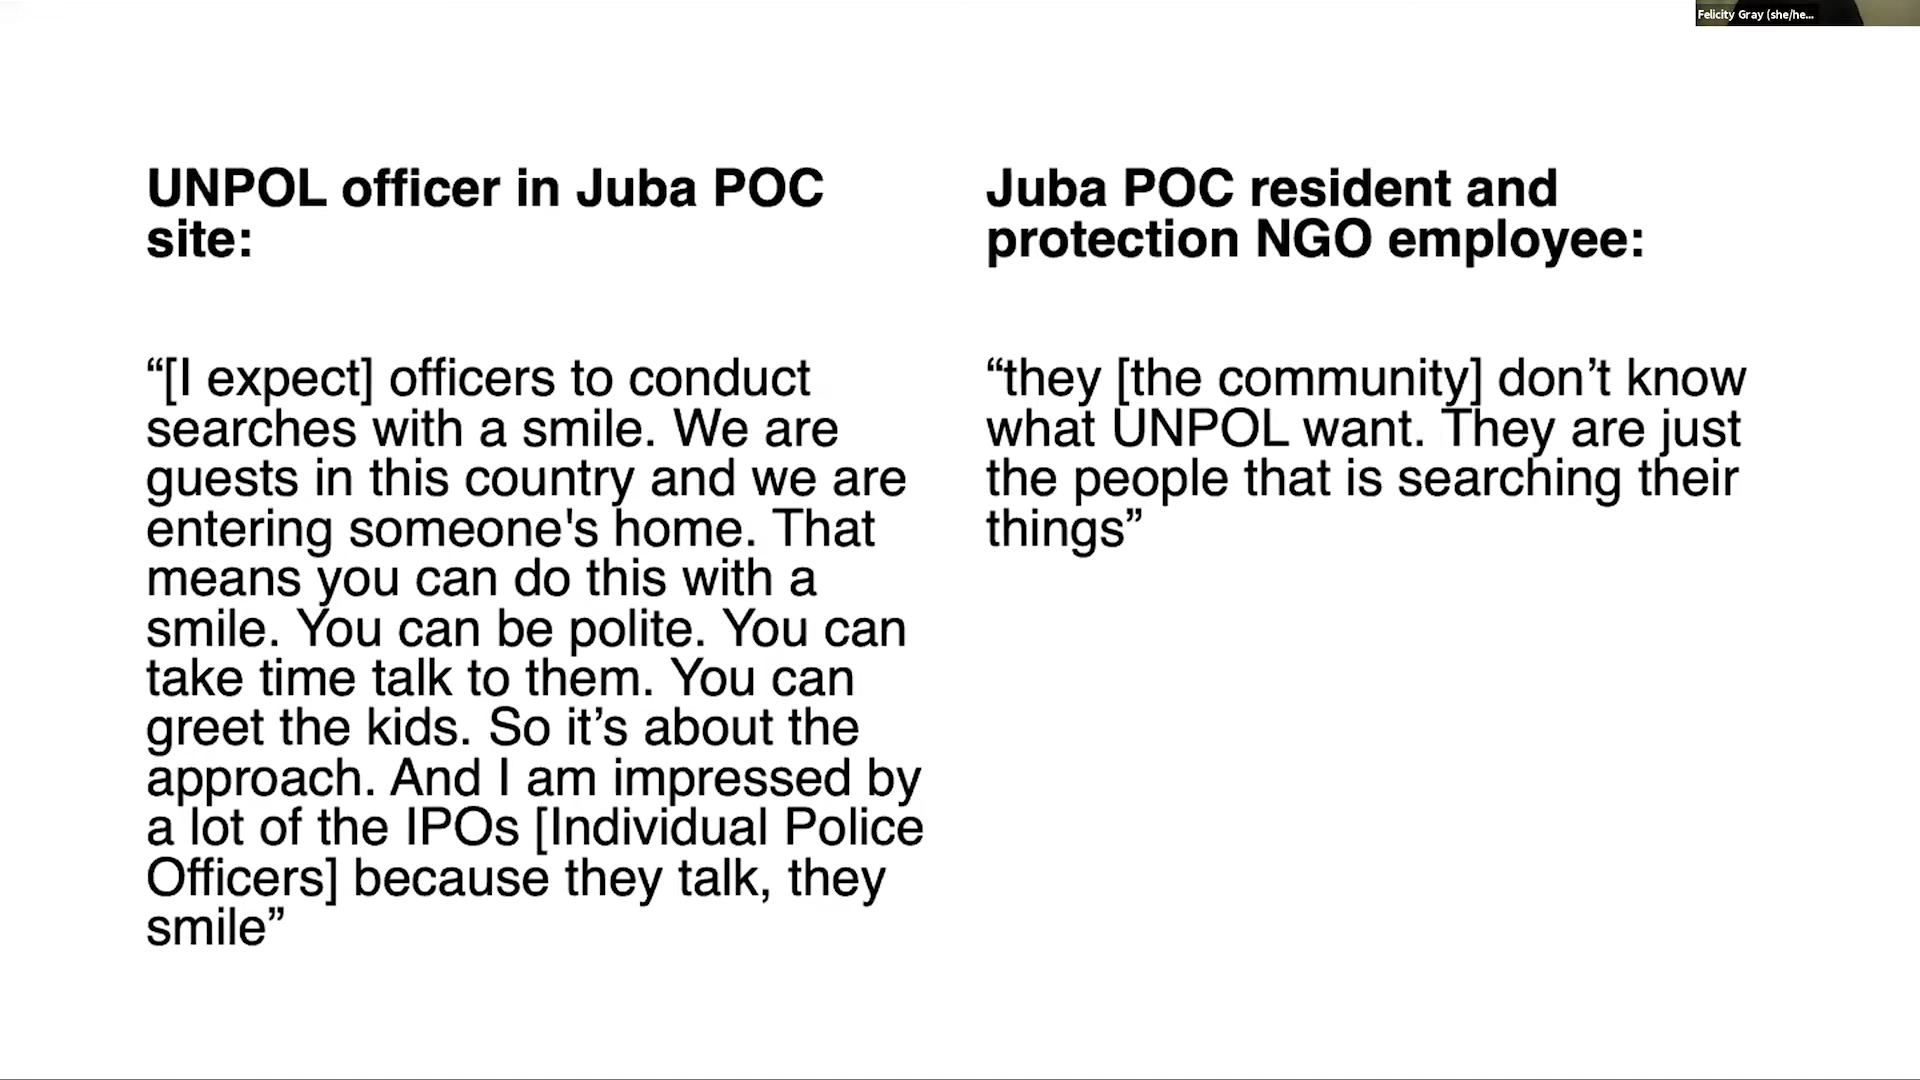 Felicity Gray (she/he...
UNPOL officer in Juba POC
site:
“[I expect] officers to conduct
searches with a smile. We are
guests in this country and we are
entering someone's home. That
means you can do this with a
smile. You can be polite. You can
take time talk to them. You can
greet the kids. So it’s about the
approach. And I am impressed by
a lot of the IPOs [Individual Police
Officers] because they talk, they
smile”
Juba POC resident and
protection NGO employee:
“they [the community] don’t know
what UNPOL want. They are just
the people that is searching their
things”